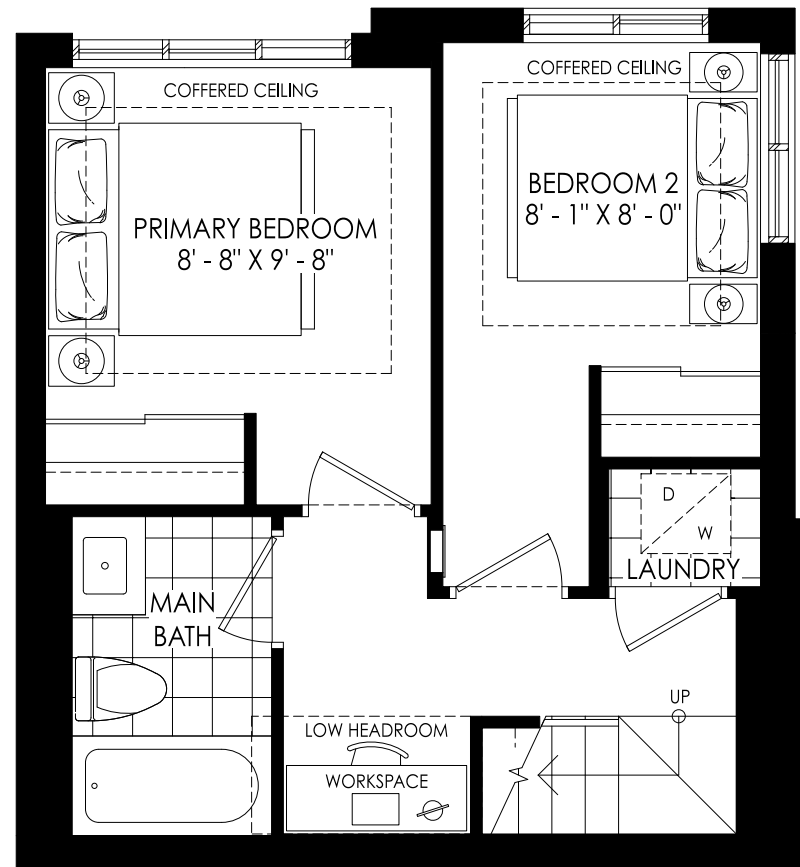 COFFERED CEILING
PRIMARY BEDROOM
8' - 8" X 9' - 8"
COFFERED CEILING
BEDROOM 2
8' - 1" X 8' - 0"
D
W
LAUNDRY
MAIN
BATH
UP
LOW HEADROOM
WORKSPACE